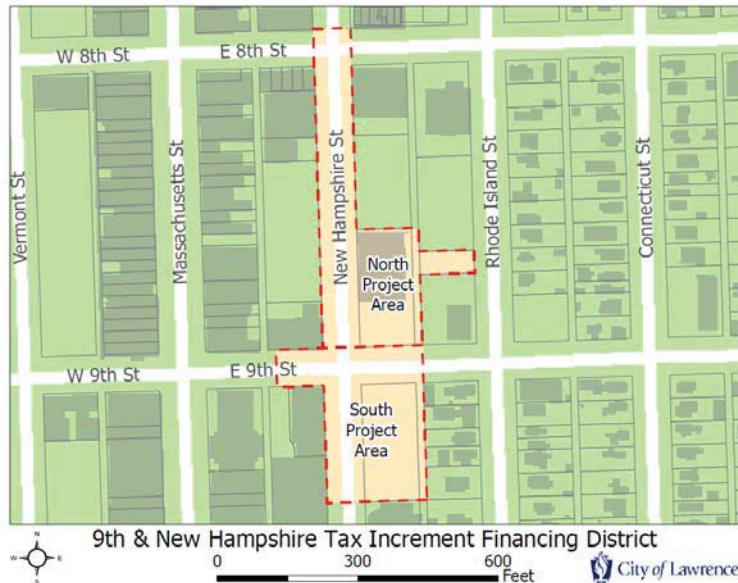 W 8th St
E 8th St
Vermont St
Massachusetts St
New Hampshire St
Rhode Island St
Connecticut St
North
Project
Area
W 9th St
E 9th St
South
Project
Area
9th & New Hampshire Tax Increment Financing District
N
W E
S
0 300 600
Feet
City of Lawrence